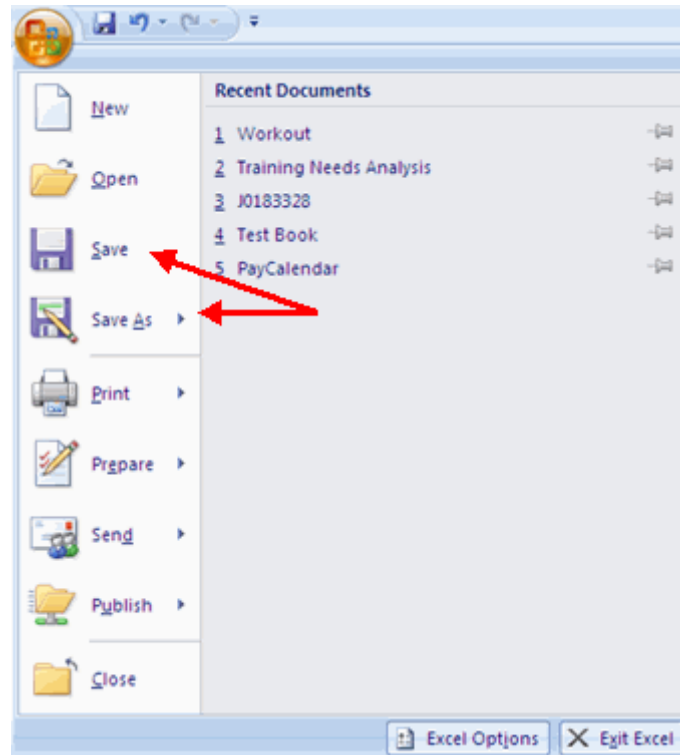 New
Open
Save
Save As
Print
Prepare
Send
Publish
Close
Recent Documents
1 Workout
2 Training Needs Analysis
3 J0183328
4 Test Book
5 PayCalendar
Excel Options
Exit Excel